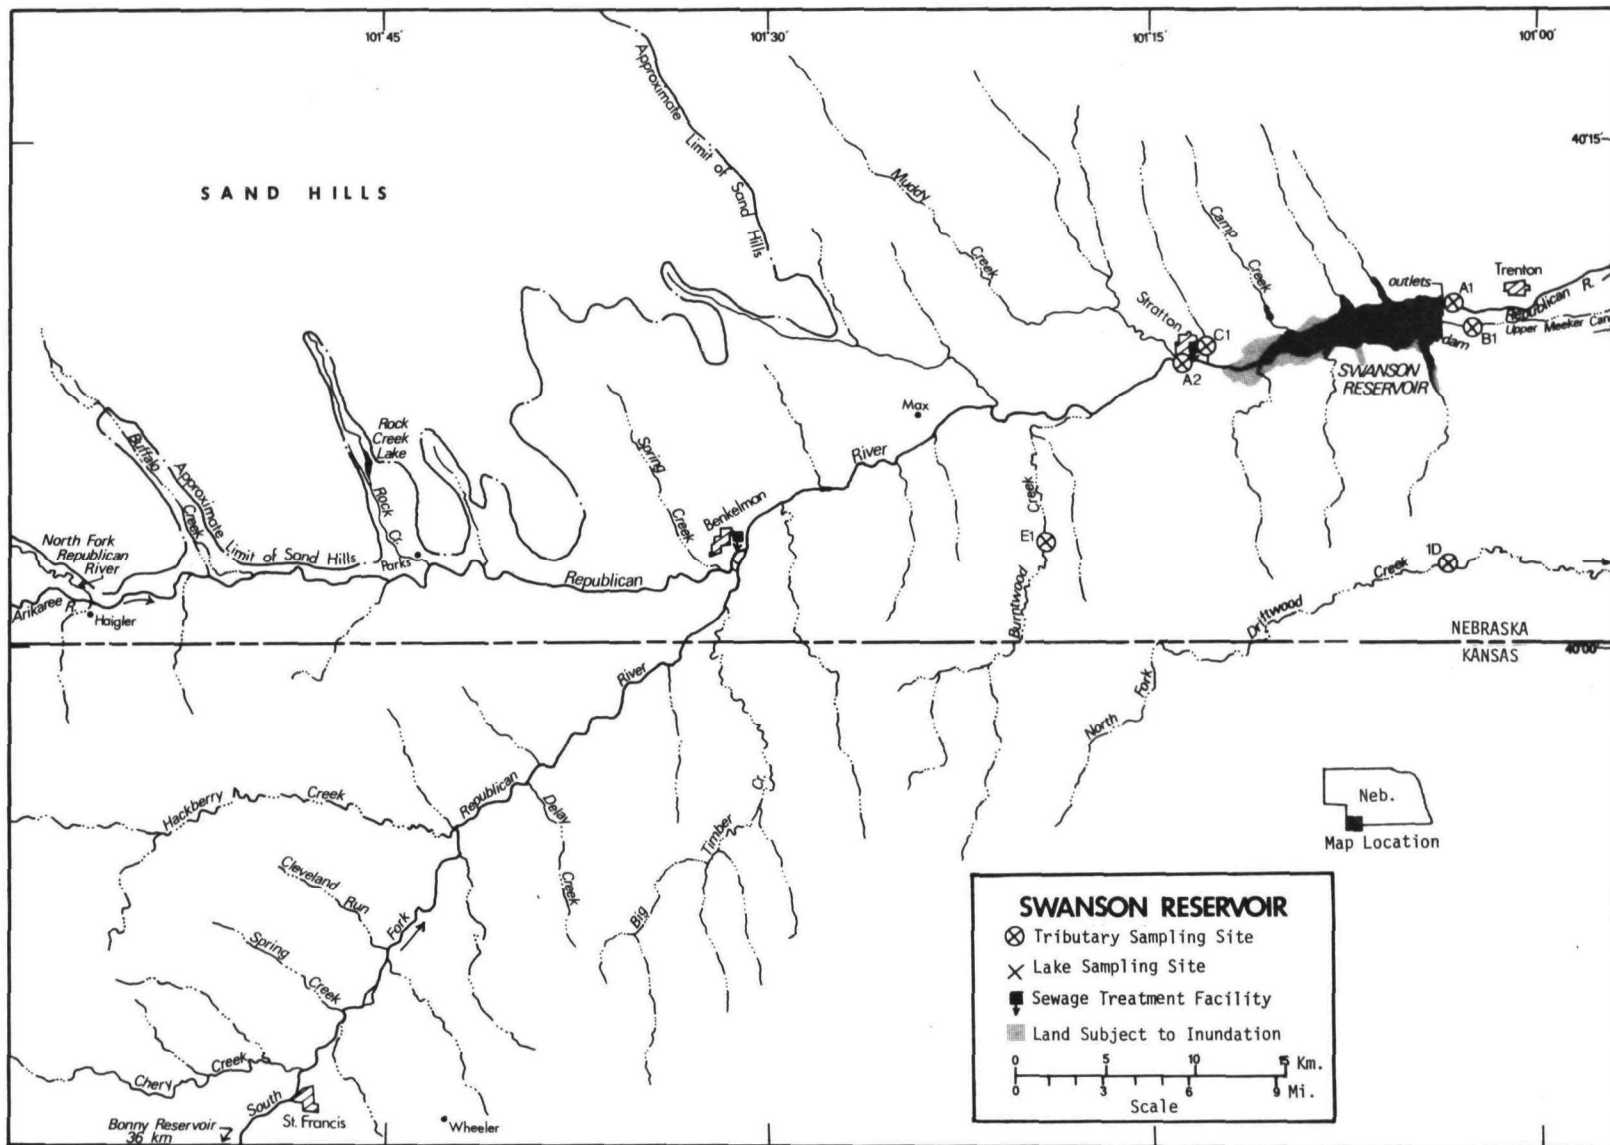 101°45'
101°30'
101°15'
101°00'
40°15'
SAND HILLS
Approximate Limit of Sand Hills
Muddy Creek
Camp Creek
Stratton
C1
A2
outlets
A1
Trenton
Republican R.
B1
Upper Meeker Can
dam
SWANSON
RESERVOIR
Max
River
Rock
Creek
Lake
Rock Cr.
Spring Creek
Benkelman
Buffalo Creek
Approximate Limit of Sand Hills
Parks
North Fork
Republican
River
Arikaree R.
Haigler
Republican
E1
Burntwood Creek
1D
Driftwood Creek
NEBRASKA
KANSAS
40°00'
North Fork
River
Republican
Hackberry Creek
Delay Creek
Big Timber Cr.
Cleveland Run
Fork
Spring Creek
Chery Creek
South
St. Francis
Wheeler
Bonny Reservoir
36 km
Neb.
Map Location
SWANSON RESERVOIR
Tributary Sampling Site
Lake Sampling Site
Sewage Treatment Facility
Land Subject to Inundation
0 5 10 15 Km.
0 3 6 9 Mi.
Scale